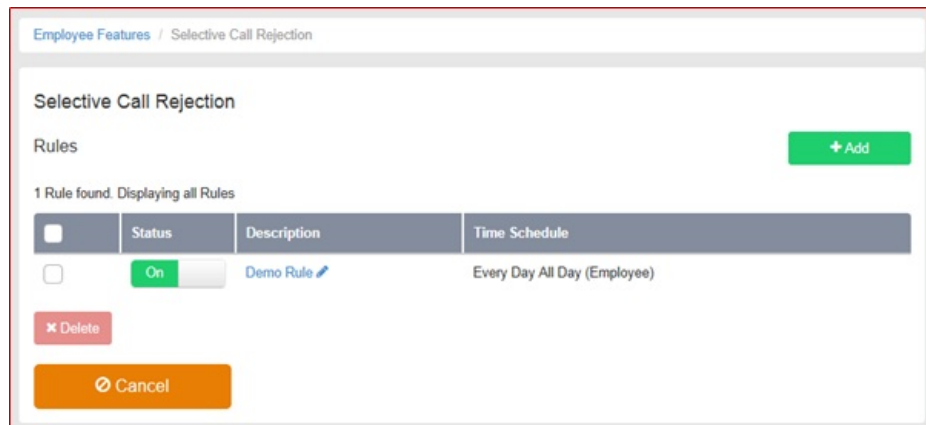 Employee Features / Selective Call Rejection
Selective Call Rejection
Rules
+ Add
1 Rule found. Displaying all Rules
Status Description Time Schedule
On Demo Rule Every Day All Day (Employee)
Delete
Cancel